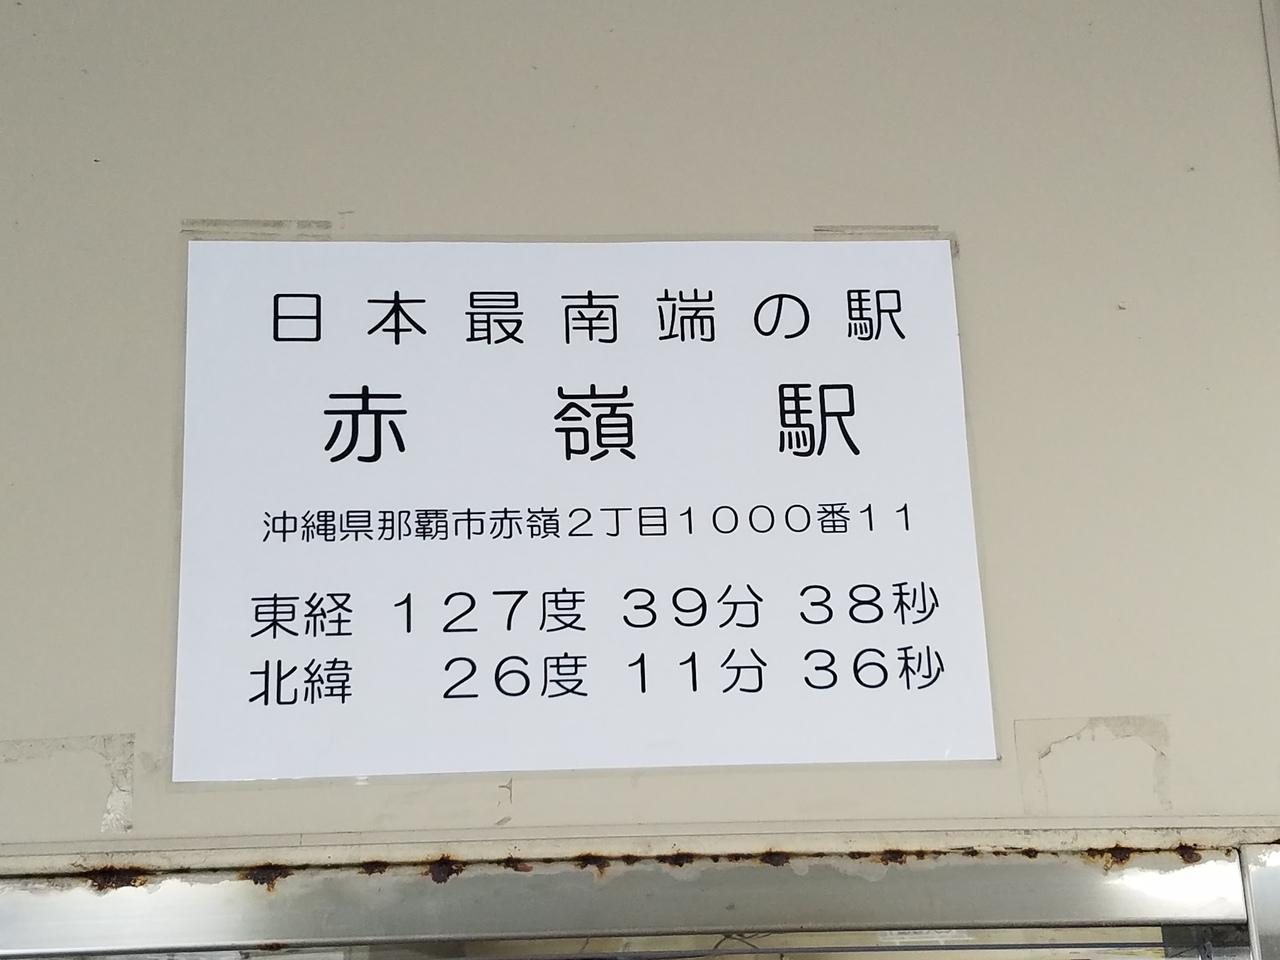 日本最南端の駅
赤嶺駅
沖縄県那覇市赤嶺２丁目１０００番１１
東経 １２７度 ３９分 ３８秒
北緯 ２６度 １１分 ３６秒